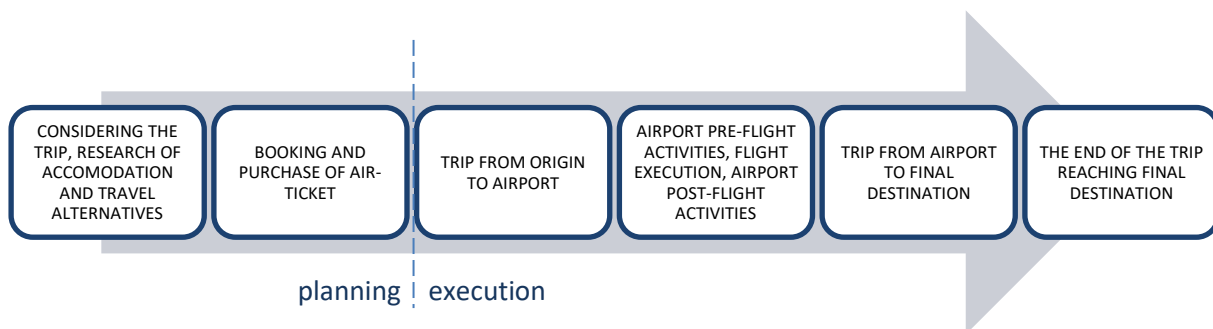 CONSIDERING THE
TRIP, RESEARCH OF
ACCOMODATION
AND TRAVEL
ALTERNATIVES
BOOKING AND
PURCHASE OF AIR-
TICKET
TRIP FROM ORIGIN
TO AIRPORT
AIRPORT PRE-FLIGHT
ACTIVITIES, FLIGHT
EXECUTION, AIRPORT
POST-FLIGHT
ACTIVITIES
TRIP FROM AIRPORT
TO FINAL
DESTINATION
THE END OF THE TRIP
REACHING FINAL
DESTINATION
planning
execution